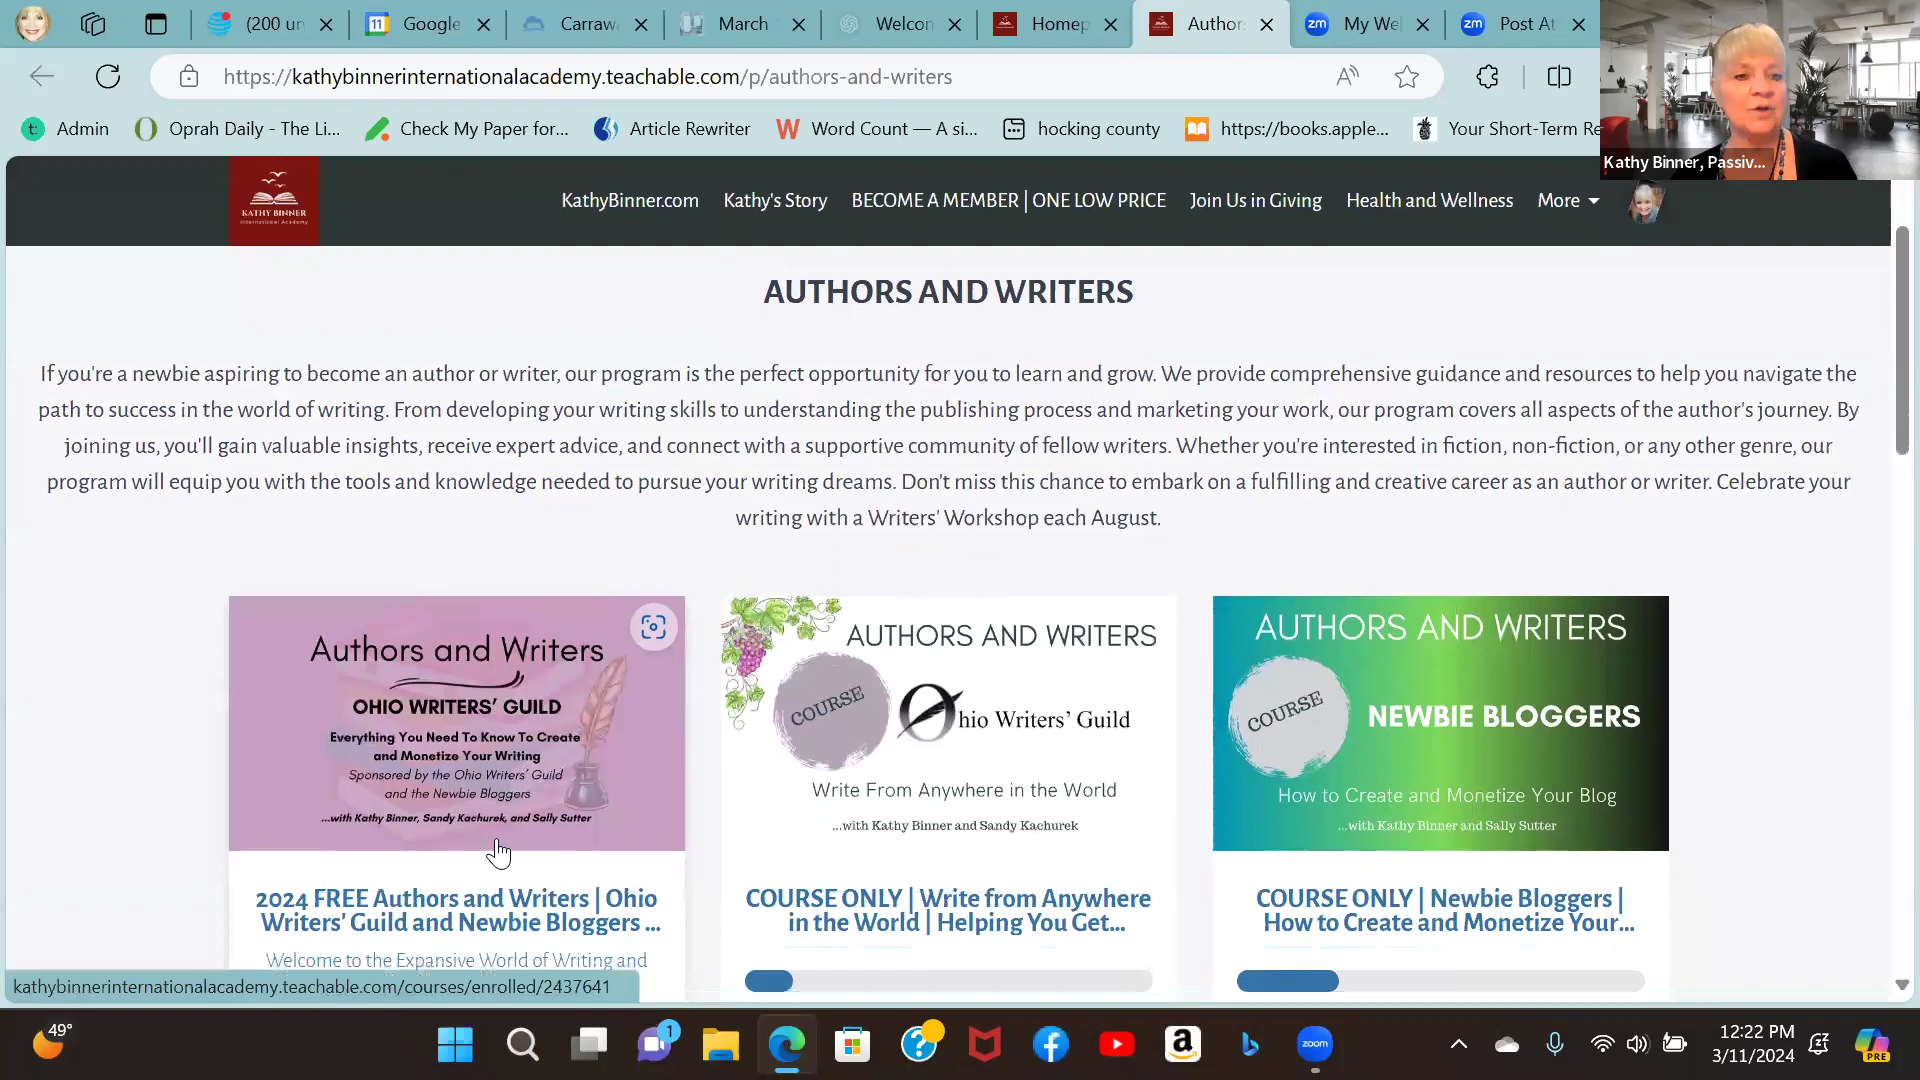 (200 un
Google
11
Carraw
March
Welcon
Homep
Author
zm
My We
zm
Post At
https://kathybinnerinternationalacademy.teachable.com/p/authors-and-writers
t:
Admin
Oprah Daily - The Li...
Check My Paper for...
Article Rewriter
Word Count — A si...
hocking county
https://books.apple...
Your Short-Term Re
Kathy Binner, Passiv...
KATHY BINNER
International Academy
KathyBinner.com
Kathy's Story
BECOME A MEMBER | ONE LOW PRICE
Join Us in Giving
Health and Wellness
More
AUTHORS AND WRITERS
If you're a newbie aspiring to become an author or writer, our program is the perfect opportunity for you to learn and grow. We provide comprehensive guidance and resources to help you navigate the
path to success in the world of writing. From developing your writing skills to understanding the publishing process and marketing your work, our program covers all aspects of the author's journey. By
joining us, you'll gain valuable insights, receive expert advice, and connect with a supportive community of fellow writers. Whether you're interested in fiction, non-fiction, or any other genre, our
program will equip you with the tools and knowledge needed to pursue your writing dreams. Don't miss this chance to embark on a fulfilling and creative career as an author or writer. Celebrate your
writing with a Writers' Workshop each August.
Authors and Writers
OHIO WRITERS' GUILD
Everything You Need To Know To Create
and Monetize Your Writing
Sponsored by the Ohio Writers' Guild
and the Newbie Bloggers
...with Kathy Binner, Sandy Kachurek, and Sally Sutter
2024 FREE Authors and Writers | Ohio
Writers' Guild and Newbie Bloggers ...
Welcome to the Expansive World of Writing and
AUTHORS AND WRITERS
COURSE
Ohio Writers' Guild
Write From Anywhere in the World
...with Kathy Binner and Sandy Kachurek
COURSE ONLY | Write from Anywhere
in the World | Helping You Get...
AUTHORS AND WRITERS
COURSE
NEWBIE BLOGGERS
How to Create and Monetize Your Blog
...with Kathy Binner and Sally Sutter
COURSE ONLY | Newbie Bloggers |
How to Create and Monetize Your...
kathybinnerinternationalacademy.teachable.com/courses/enrolled/2437641
49°
1
zoom
12:22 PM
3/11/2024
PRE